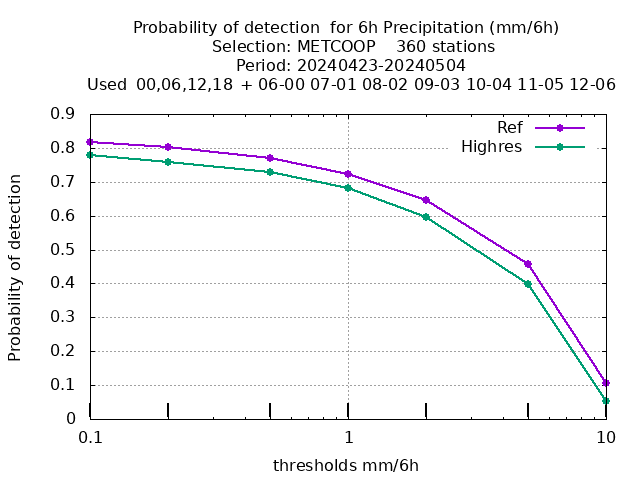 Probability of detection  for 6h Precipitation (mm/6h)
Selection: METCOOP    360 stations
Period: 20240423-20240504
Used  00,06,12,18  + 06-00 07-01 08-02 09-03 10-04 11-05 12-06
Ref
Highres
Probability of detection
0.9
0.8
0.7
0.6
0.5
0.4
0.3
0.2
0.1
0
0.1 1 10
thresholds mm/6h